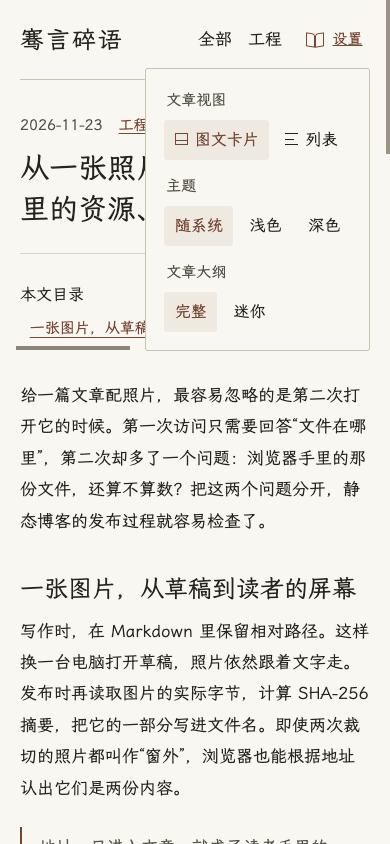 骞言碎语
全部 工程 设置
文章视图
图文卡片 列表
主题
随系统 浅色 深色
文章大纲
完整 迷你
2026-11-23 工程
从一张照
里的资源、
本文目录
一张图片，从草稿
给一篇文章配照片，最容易忽略的是第二次打
开它的时候。第一次访问只需要回答“文件在哪
里”，第二次却多了一个问题：浏览器手里的那
份文件，还算不算数？把这两个问题分开，静
态博客的发布过程就容易检查了。
一张图片，从草稿到读者的屏幕
写作时，在 Markdown 里保留相对路径。这样
换一台电脑打开草稿，照片依然跟着文字走。
发布时再读取图片的实际字节，计算 SHA-256
摘要，把它的一部分写进文件名。即使两次裁
切的照片都叫作“窗外”，浏览器也能根据地址
认出它们是两份内容。